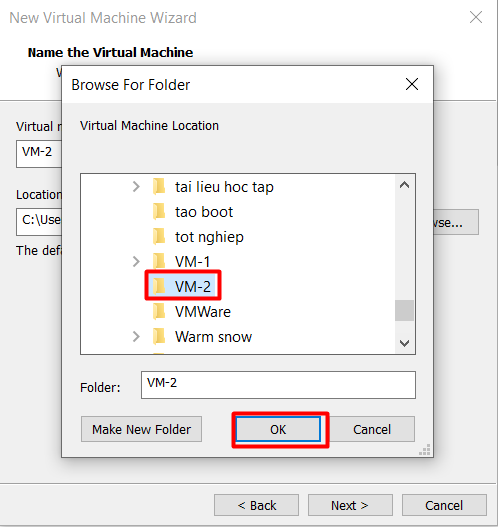 New Virtual Machine Wizard
Name the Virtual Machine
W
Browse For Folder
Virtual Machine Location
Virtual n
VM-2
Location
C:\Use
wse...
The defa
tai lieu hoc tap
tao boot
tot nghiep
VM-1
VM-2
VMWare
Warm snow
Folder:
VM-2
Make New Folder
OK
Cancel
< Back
Next >
Cancel